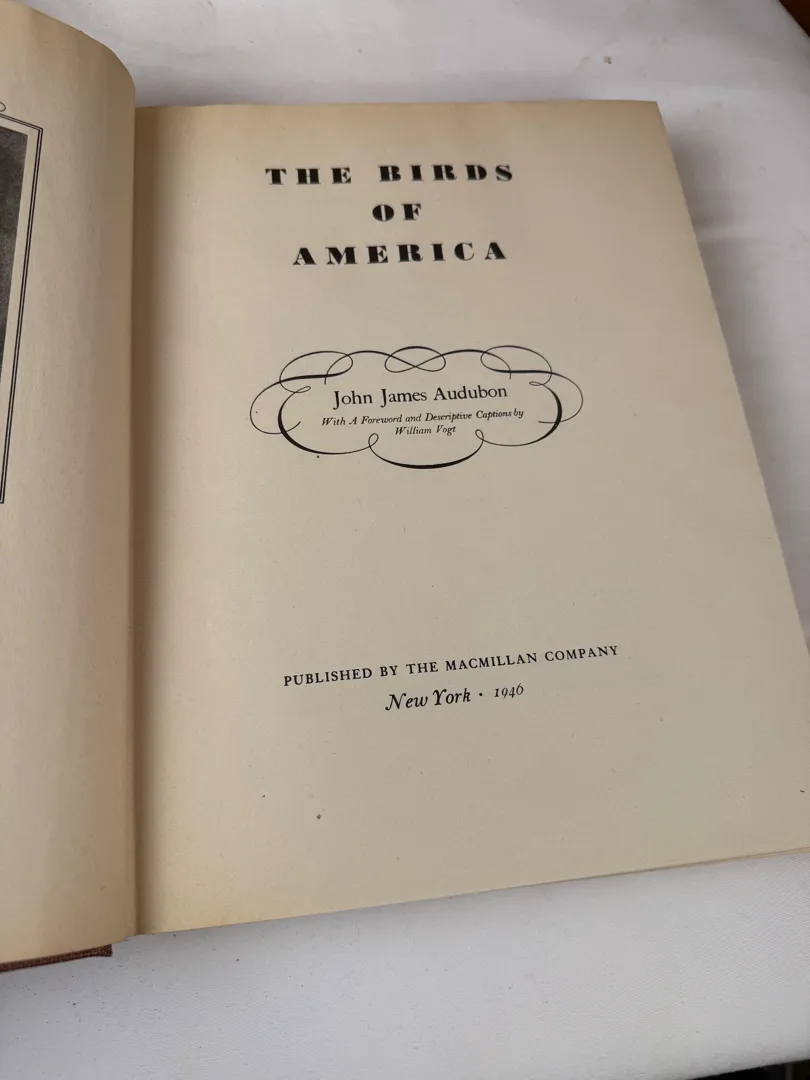 THE BIRDS
OF
AMERICA
John James Audubon
With A Foreword and Descriptive Captions by
William Vogt
PUBLISHED BY THE MACMILLAN COMPANY
New York · 1946